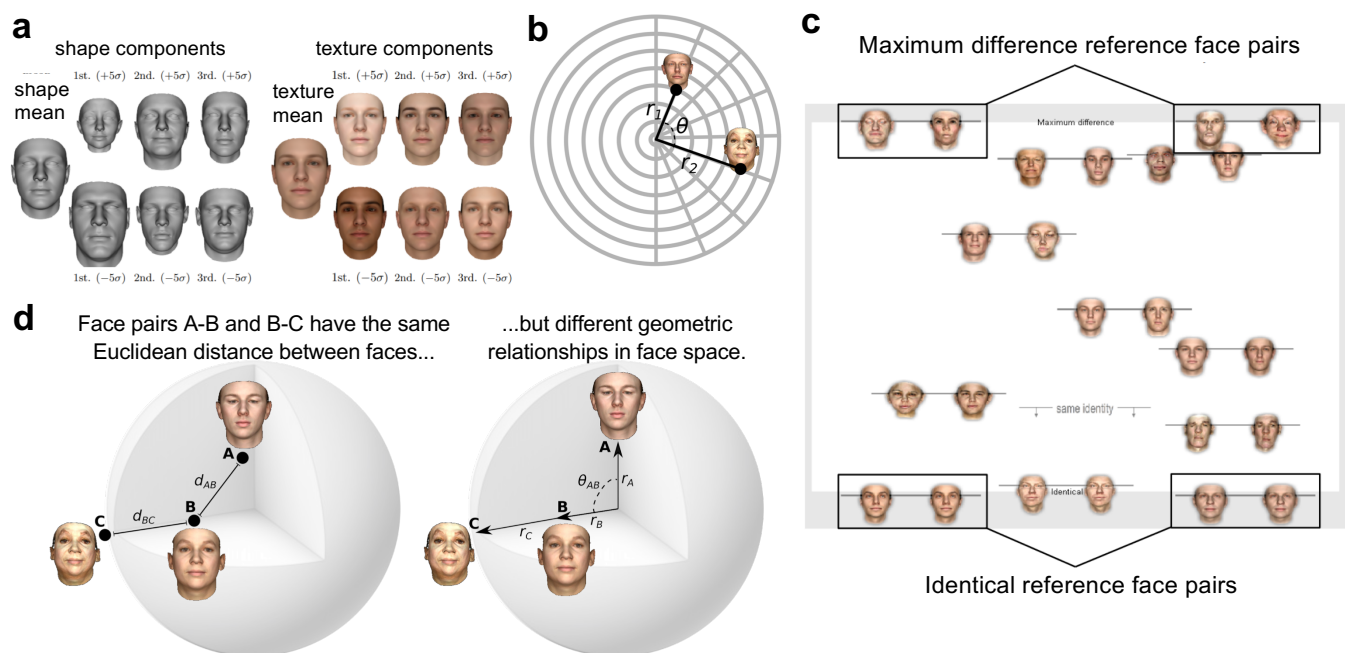 a
shape components
1st. (+5σ) 2nd. (+5σ) 3rd. (+5σ)
shape
mean
1st. (−5σ) 2nd. (−5σ) 3rd. (−5σ)
texture components
1st. (+5σ) 2nd. (+5σ) 3rd. (+5σ)
texture
mean
1st. (−5σ) 2nd. (−5σ) 3rd. (−5σ)
b
r1
θ
r2
c
Maximum difference reference face pairs
Maximum difference
same identity
Identical
Identical reference face pairs
d
Face pairs A-B and B-C have the same
Euclidean distance between faces...
A
dAB
B
C
dBC
...but different geometric
relationships in face space.
A
θAB
rA
B
rB
C
rC